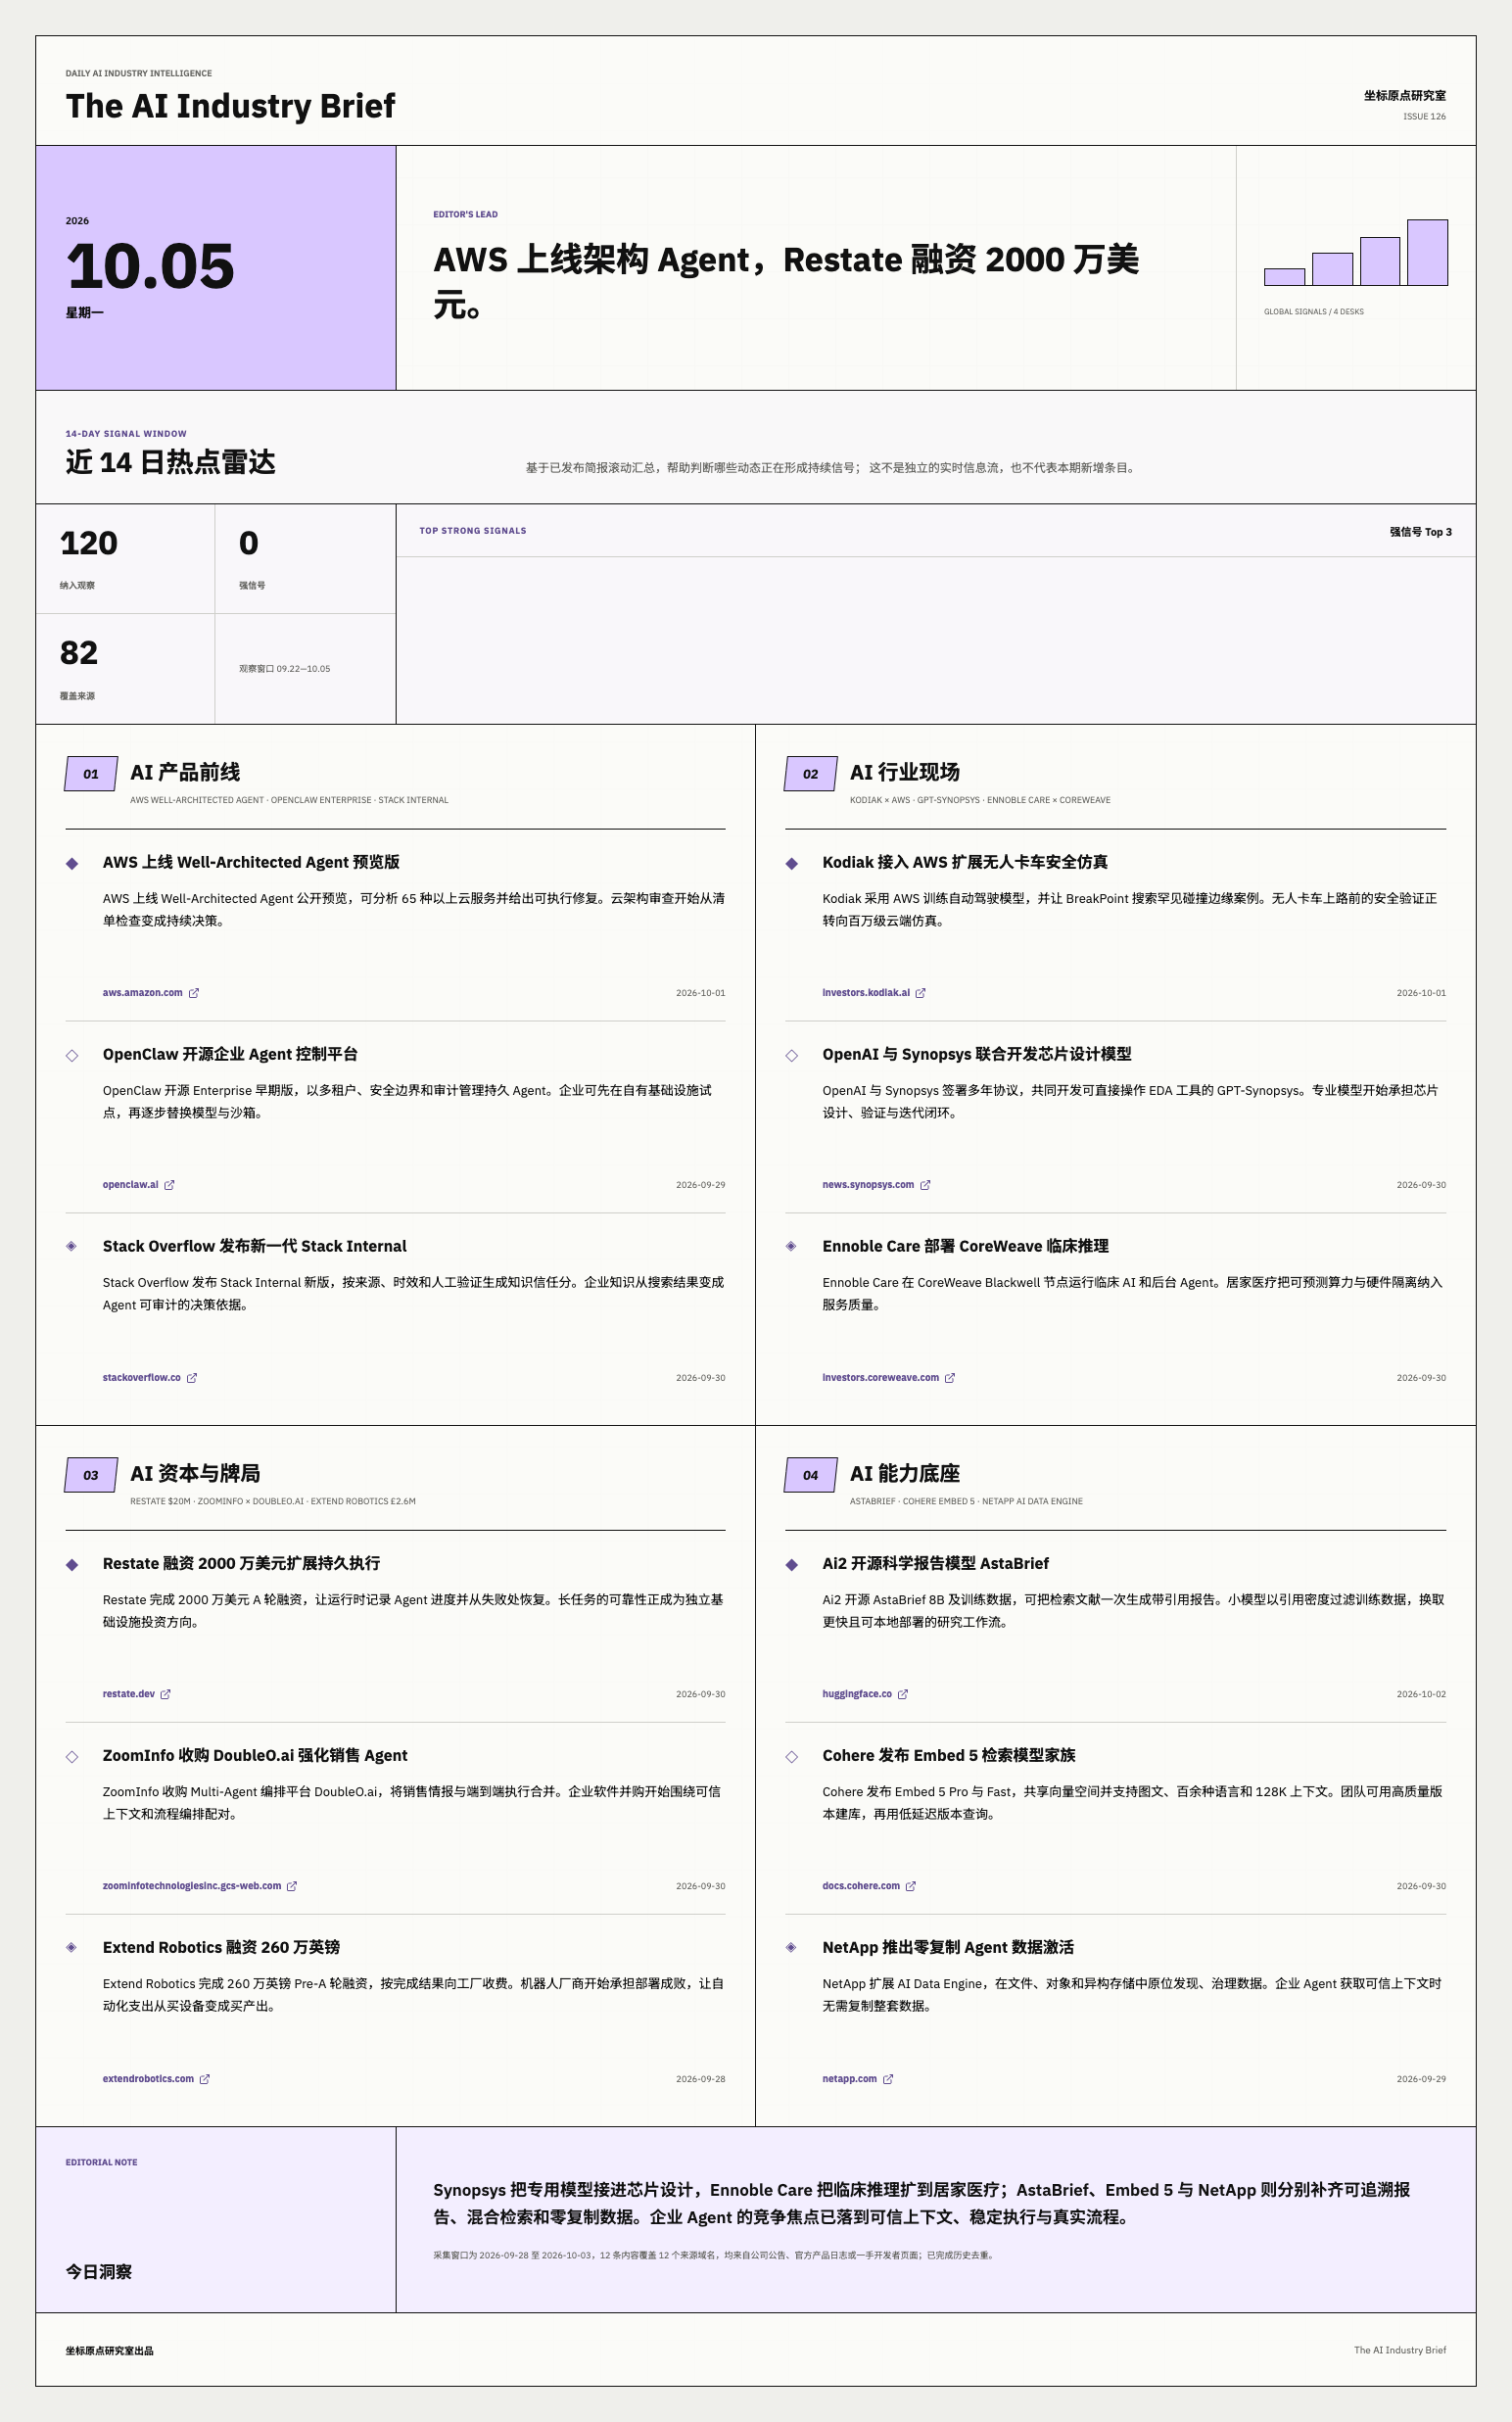 DAILY AI INDUSTRY INTELLIGENCE
The AI Industry Brief
坐标原点研究室
ISSUE 126
2026
10.05
星期一
EDITOR'S LEAD
AWS 上线架构 Agent，Restate 融资 2000 万美
元。
GLOBAL SIGNALS / 4 DESKS
14-DAY SIGNAL WINDOW
近 14 日热点雷达
基于已发布简报滚动汇总，帮助判断哪些动态正在形成持续信号； 这不是独立的实时信息流，也不代表本期新增条目。
120
纳入观察
0
强信号
82
覆盖来源
观察窗口 09.22—10.05
TOP STRONG SIGNALS
强信号 Top 3
01
AI 产品前线
AWS WELL-ARCHITECTED AGENT · OPENCLAW ENTERPRISE · STACK INTERNAL
AWS 上线 Well-Architected Agent 预览版
AWS 上线 Well-Architected Agent 公开预览，可分析 65 种以上云服务并给出可执行修复。云架构审查开始从清
单检查变成持续决策。
aws.amazon.com
2026-10-01
OpenClaw 开源企业 Agent 控制平台
OpenClaw 开源 Enterprise 早期版，以多租户、安全边界和审计管理持久 Agent。企业可先在自有基础设施试
点，再逐步替换模型与沙箱。
openclaw.ai
2026-09-29
Stack Overflow 发布新一代 Stack Internal
Stack Overflow 发布 Stack Internal 新版，按来源、时效和人工验证生成知识信任分。企业知识从搜索结果变成
Agent 可审计的决策依据。
stackoverflow.co
2026-09-30
02
AI 行业现场
KODIAK × AWS · GPT-SYNOPSYS · ENNOBLE CARE × COREWEAVE
Kodiak 接入 AWS 扩展无人卡车安全仿真
Kodiak 采用 AWS 训练自动驾驶模型，并让 BreakPoint 搜索罕见碰撞边缘案例。无人卡车上路前的安全验证正
转向百万级云端仿真。
investors.kodiak.ai
2026-10-01
OpenAI 与 Synopsys 联合开发芯片设计模型
OpenAI 与 Synopsys 签署多年协议，共同开发可直接操作 EDA 工具的 GPT-Synopsys。专业模型开始承担芯片
设计、验证与迭代闭环。
news.synopsys.com
2026-09-30
Ennoble Care 部署 CoreWeave 临床推理
Ennoble Care 在 CoreWeave Blackwell 节点运行临床 AI 和后台 Agent。居家医疗把可预测算力与硬件隔离纳入
服务质量。
investors.coreweave.com
2026-09-30
03
AI 资本与牌局
RESTATE $20M · ZOOMINFO × DOUBLEO.AI · EXTEND ROBOTICS £2.6M
Restate 融资 2000 万美元扩展持久执行
Restate 完成 2000 万美元 A 轮融资，让运行时记录 Agent 进度并从失败处恢复。长任务的可靠性正成为独立基
础设施投资方向。
restate.dev
2026-09-30
ZoomInfo 收购 DoubleO.ai 强化销售 Agent
ZoomInfo 收购 Multi-Agent 编排平台 DoubleO.ai，将销售情报与端到端执行合并。企业软件并购开始围绕可信
上下文和流程编排配对。
zoominfotechnologiesinc.gcs-web.com
2026-09-30
Extend Robotics 融资 260 万英镑
Extend Robotics 完成 260 万英镑 Pre-A 轮融资，按完成结果向工厂收费。机器人厂商开始承担部署成败，让自
动化支出从买设备变成买产出。
extendrobotics.com
2026-09-28
04
AI 能力底座
ASTABRIEF · COHERE EMBED 5 · NETAPP AI DATA ENGINE
Ai2 开源科学报告模型 AstaBrief
Ai2 开源 AstaBrief 8B 及训练数据，可把检索文献一次生成带引用报告。小模型以引用密度过滤训练数据，换取
更快且可本地部署的研究工作流。
huggingface.co
2026-10-02
Cohere 发布 Embed 5 检索模型家族
Cohere 发布 Embed 5 Pro 与 Fast，共享向量空间并支持图文、百余种语言和 128K 上下文。团队可用高质量版
本建库，再用低延迟版本查询。
docs.cohere.com
2026-09-30
NetApp 推出零复制 Agent 数据激活
NetApp 扩展 AI Data Engine，在文件、对象和异构存储中原位发现、治理数据。企业 Agent 获取可信上下文时
无需复制整套数据。
netapp.com
2026-09-29
EDITORIAL NOTE
今日洞察
Synopsys 把专用模型接进芯片设计，Ennoble Care 把临床推理扩到居家医疗；AstaBrief、Embed 5 与 NetApp 则分别补齐可追溯报
告、混合检索和零复制数据。企业 Agent 的竞争焦点已落到可信上下文、稳定执行与真实流程。
采集窗口为 2026-09-28 至 2026-10-03，12 条内容覆盖 12 个来源域名，均来自公司公告、官方产品日志或一手开发者页面；已完成历史去重。
坐标原点研究室出品
The AI Industry Brief